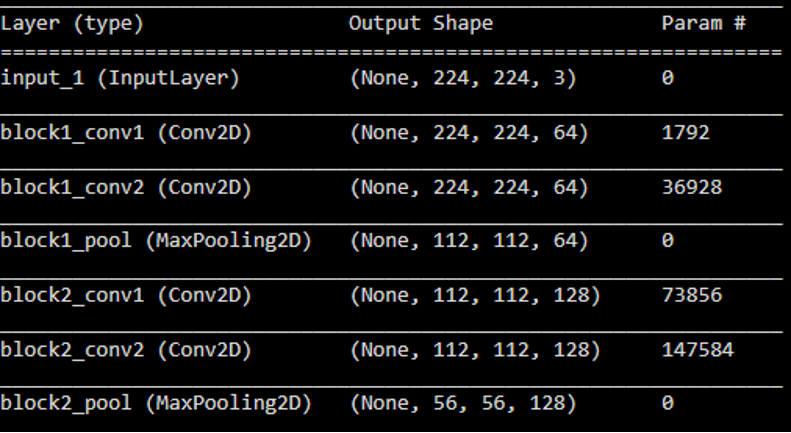 Layer (type) Output Shape Param #
input_1 (InputLayer) (None, 224, 224, 3) 0
block1_conv1 (Conv2D) (None, 224, 224, 64) 1792
block1_conv2 (Conv2D) (None, 224, 224, 64) 36928
block1_pool (MaxPooling2D) (None, 112, 112, 64) 0
block2_conv1 (Conv2D) (None, 112, 112, 128) 73856
block2_conv2 (Conv2D) (None, 112, 112, 128) 147584
block2_pool (MaxPooling2D) (None, 56, 56, 128) 0